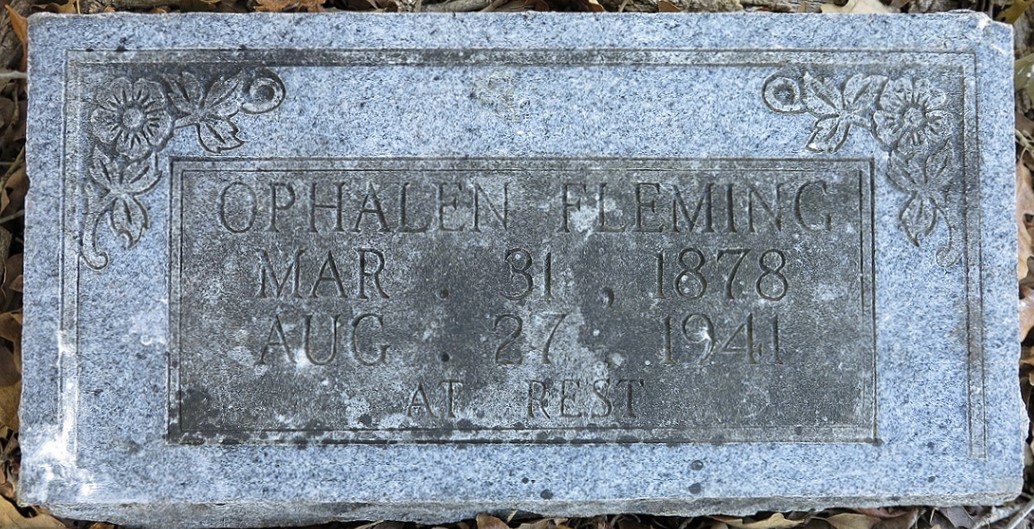 OPHALEN FLEMING
MAR. 31, 1878
AUG. 27, 1941
AT REST